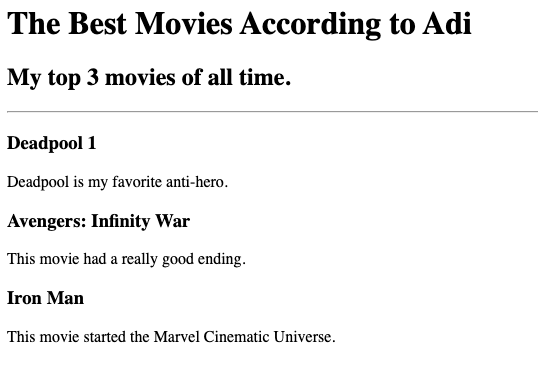 The Best Movies According to Adi
My top 3 movies of all time.
Deadpool 1
Deadpool is my favorite anti-hero.
Avengers: Infinity War
This movie had a really good ending.
Iron Man
This movie started the Marvel Cinematic Universe.